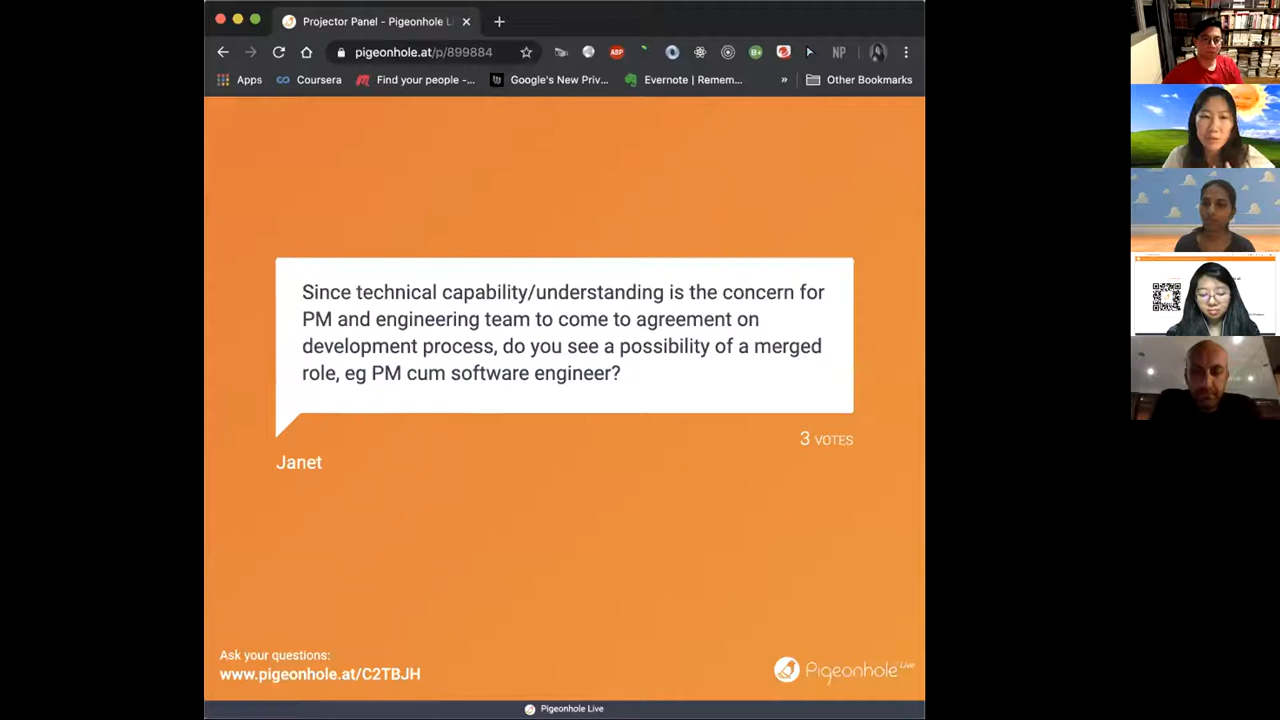 Projector Panel - Pigeonhole Li
pigeonhole.at/p/899884
ABP
B+
NP
Apps
Coursera
Find your people -...
Google's New Priv...
Evernote | Remem...
»
Other Bookmarks
Since technical capability/understanding is the concern for
PM and engineering team to come to agreement on
development process, do you see a possibility of a merged
role, eg PM cum software engineer?
3 VOTES
Janet
Ask your questions:
www.pigeonhole.at/C2TBJH
Pigeonhole Live
Pigeonhole Live